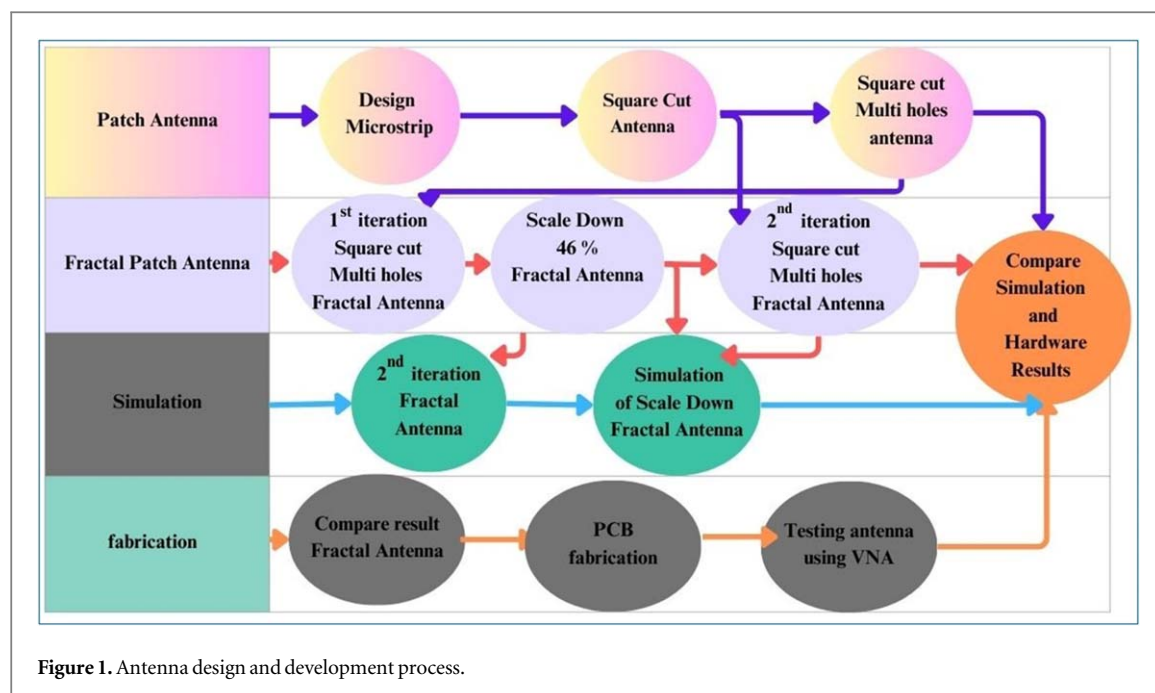 Patch Antenna
Design
Microstrip
Square Cut
Antenna
Square cut
Multi holes
antenna
Fractal Patch Antenna
1st iteration
Square cut
Multi holes
Fractal Antenna
Scale Down
46 %
Fractal Antenna
2nd iteration
Square cut
Multi holes
Fractal Antenna
Compare
Simulation
and
Hardware
Results
Simulation
2nd iteration
Fractal
Antenna
Simulation
of Scale Down
Fractal Antenna
fabrication
Compare result
Fractal Antenna
PCB
fabrication
Testing antenna
using VNA
Figure 1. Antenna design and development process.